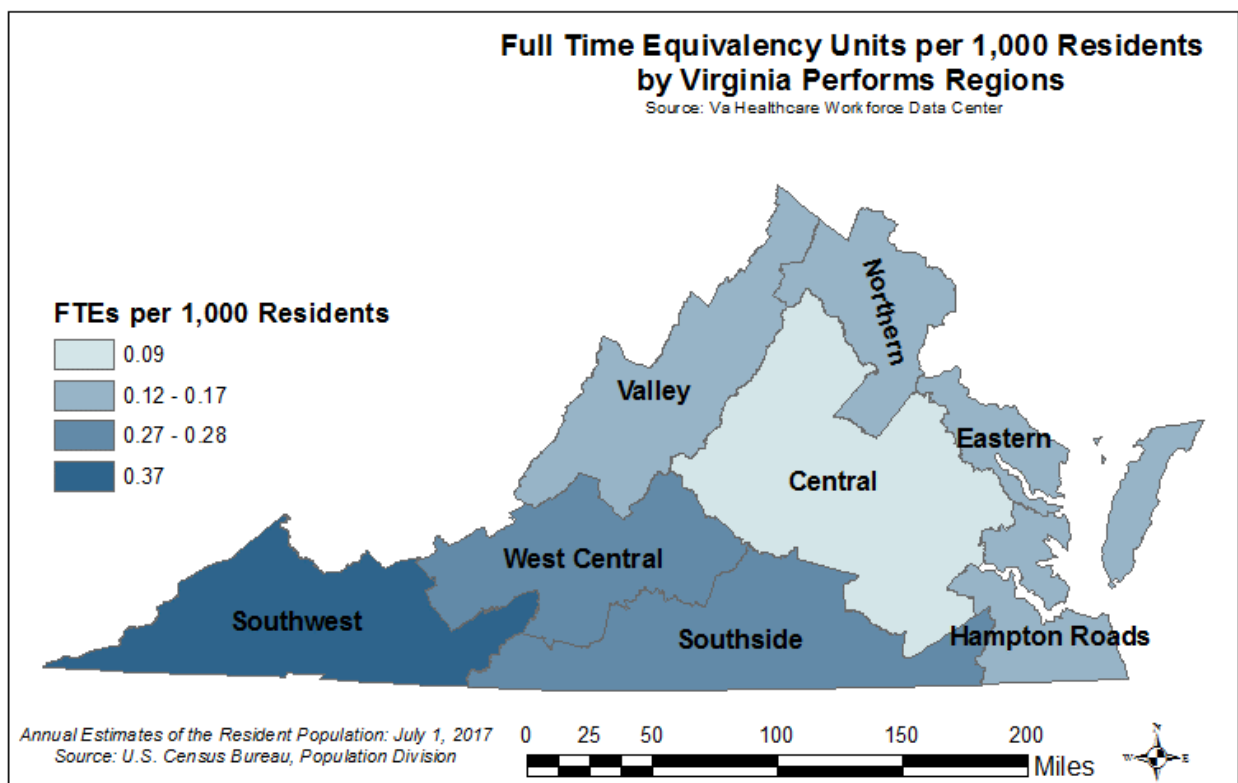 Full Time Equivalency Units per 1,000 Residents
by Virginia Performs Regions
Source: Va Healthcare Workforce Data Center
FTEs per 1,000 Residents
0.09
0.12 - 0.17
0.27 - 0.28
0.37
Northern
Valley
Eastern
Central
West Central
Southwest
Southside
Hampton Roads
Annual Estimates of the Resident Population: July 1, 2017
Source: U.S. Census Bureau, Population Division
0 25 50 100 150 200
Miles
N
W E
S